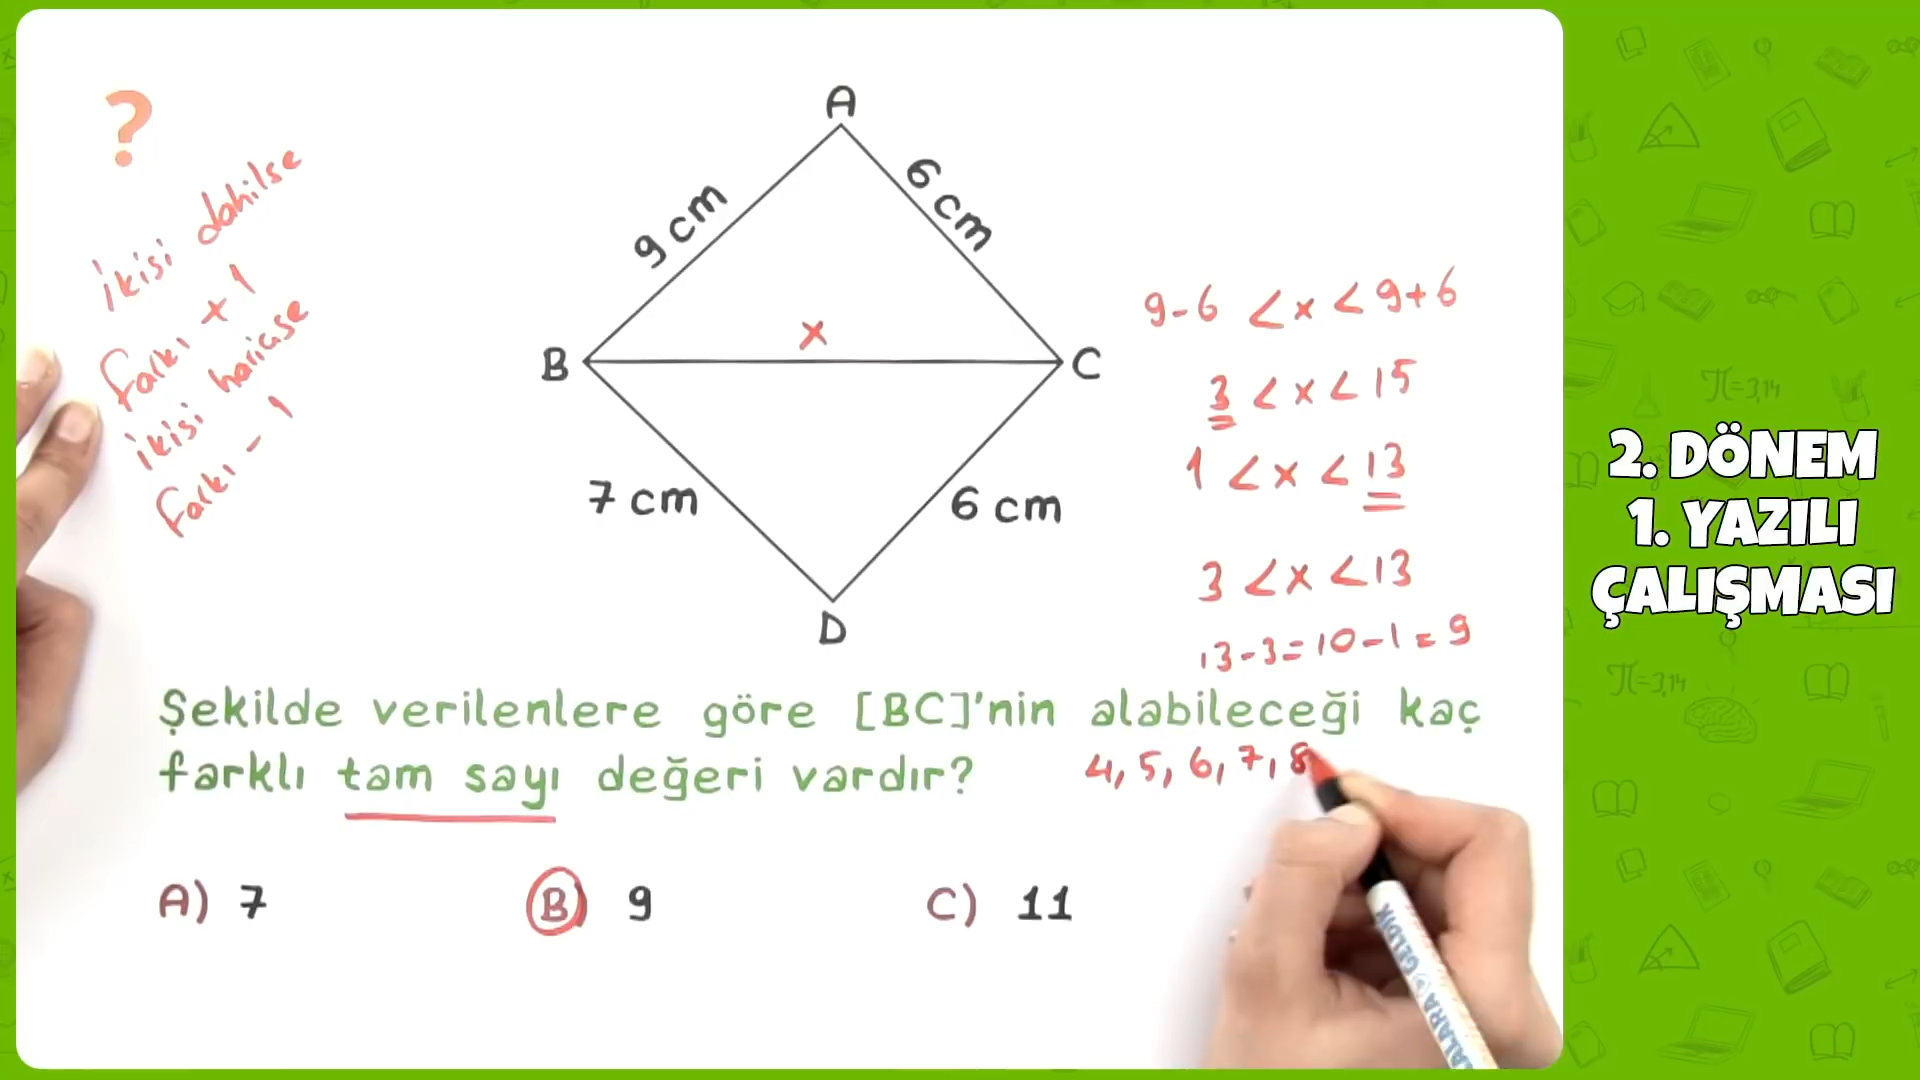 ?
ikisi dahilse
farkı x 1
ikisi haricse
farkı - 1
A
9 cm
6 cm
x
B
C
7 cm
6 cm
D
9-6 < x < 9+6
3 < x < 15
1 < x < 13
3 < x < 13
13-3=10-1=9
Şekilde verilenlere göre [BC]'nin alabileceği kaç
farklı tam sayı değeri vardır?
4, 5, 6, 7, 8
A) 7
B) 9
C) 11
2. DÖNEM
1. YAZILI
ÇALIŞMASI
π=3,14
π=3,14
GELDİK